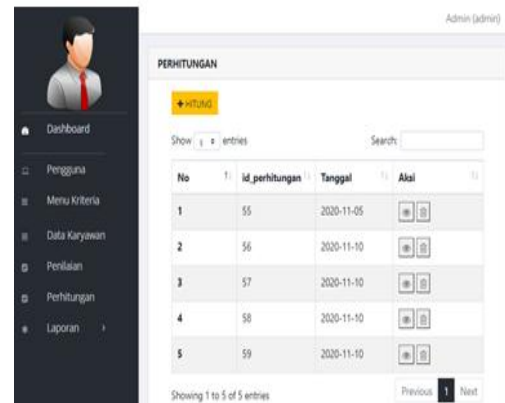 Admin (admin)
PERHITUNGAN
+HITUNG
Show entries
Search:
No id_perhitungan Tanggal Aksi
1 55 2020-11-05
2 56 2020-11-10
3 57 2020-11-10
4 58 2020-11-10
5 59 2020-11-10
Showing 1 to 5 of 5 entries
Previous 1 Next
Dashboard
Pengguna
Menu Kriteria
Data Karyawan
Penilaian
Perhitungan
Laporan